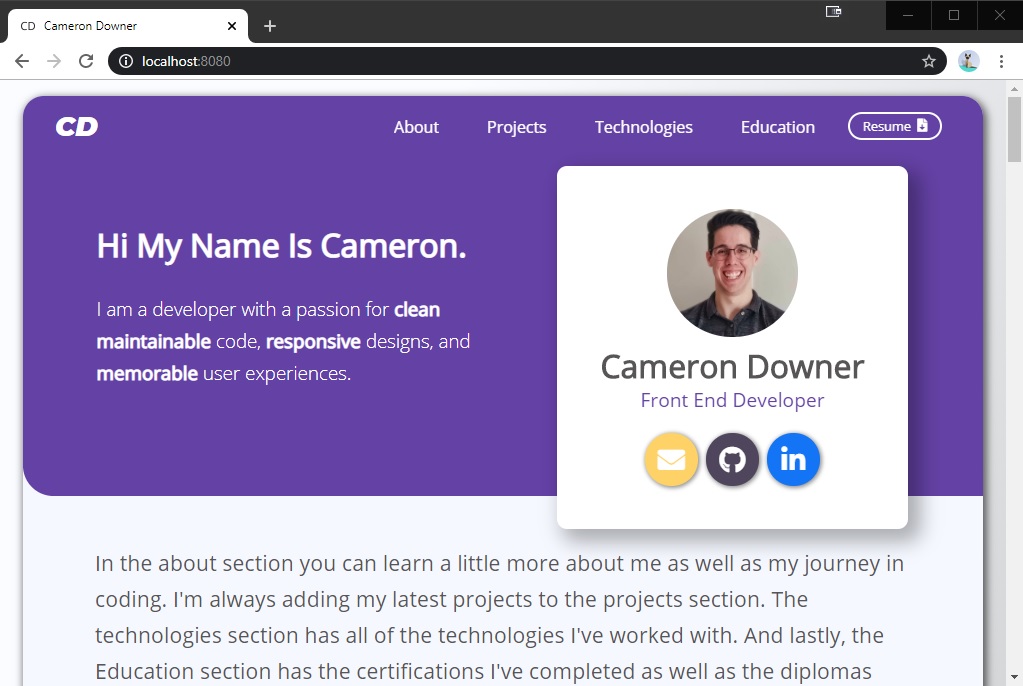 CD Cameron Downer
localhost:8080
CD About Projects Technologies Education Resume
Hi My Name Is Cameron.
I am a developer with a passion for clean
maintainable code, responsive designs, and
memorable user experiences.
Cameron Downer
Front End Developer
in
In the about section you can learn a little more about me as well as my journey in
coding. I'm always adding my latest projects to the projects section. The
technologies section has all of the technologies I've worked with. And lastly, the
Education section has the certifications I've completed as well as the diplomas